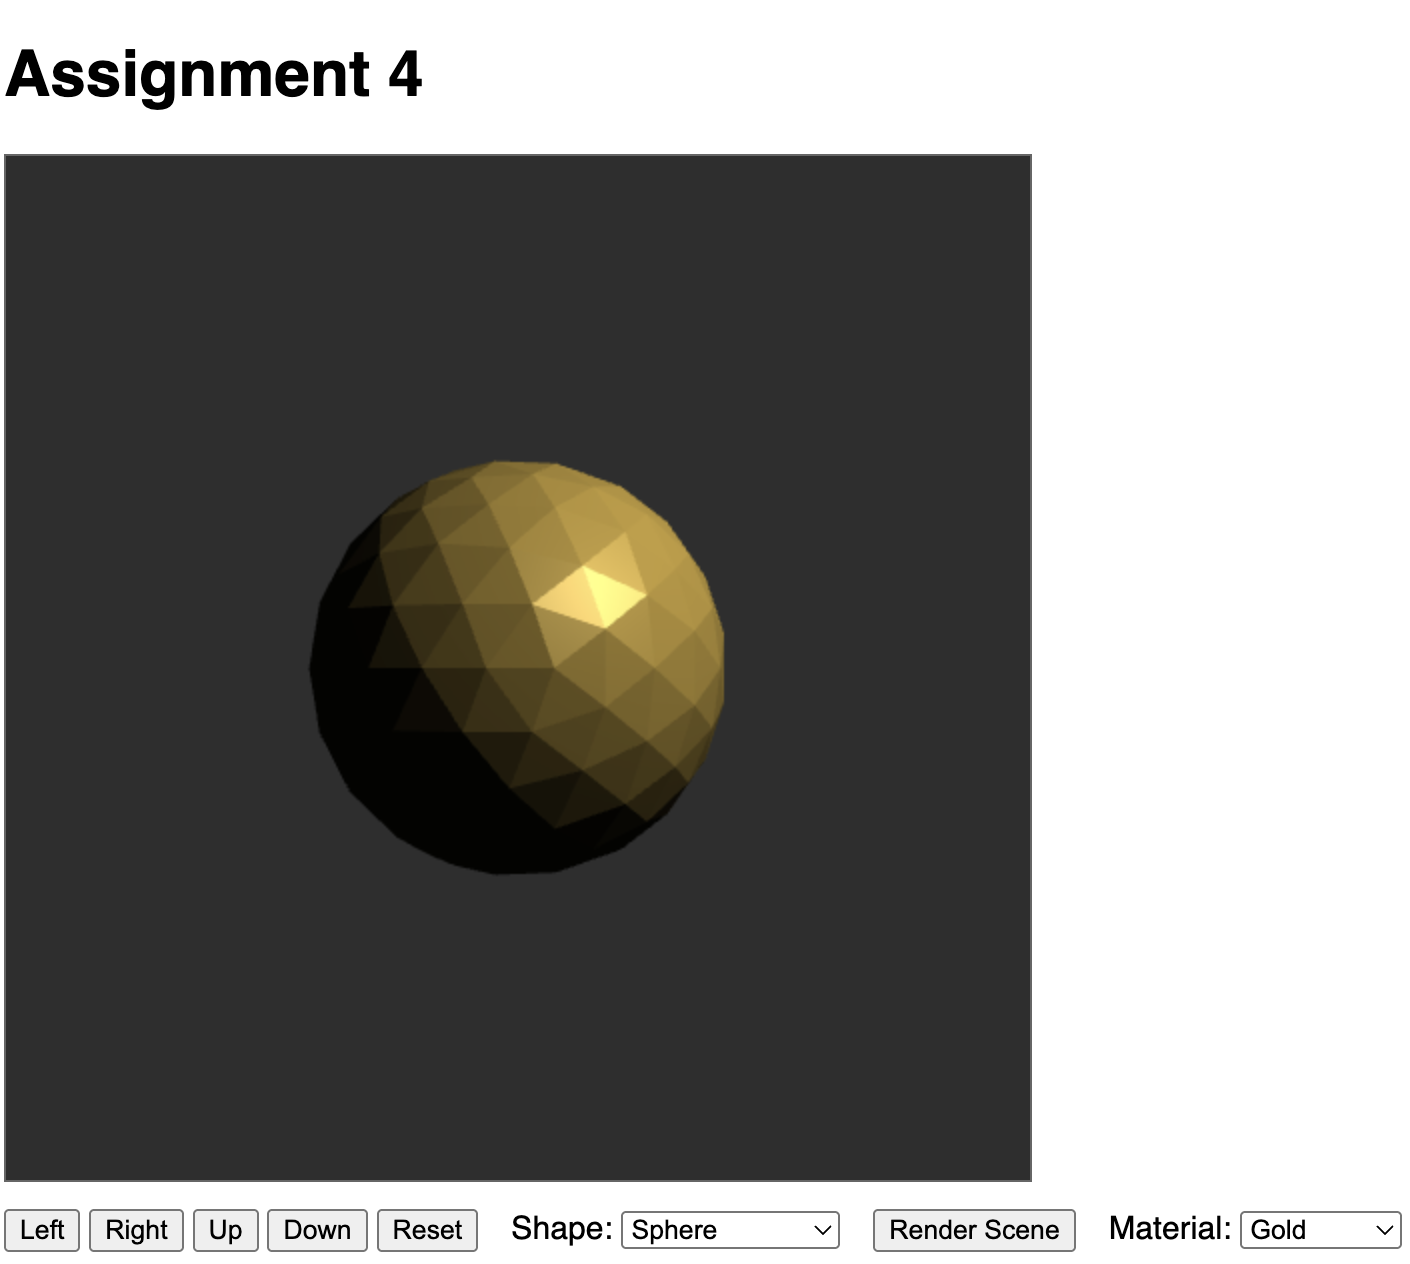 Assignment 4
Left Right Up Down Reset Shape: Sphere Render Scene Material: Gold